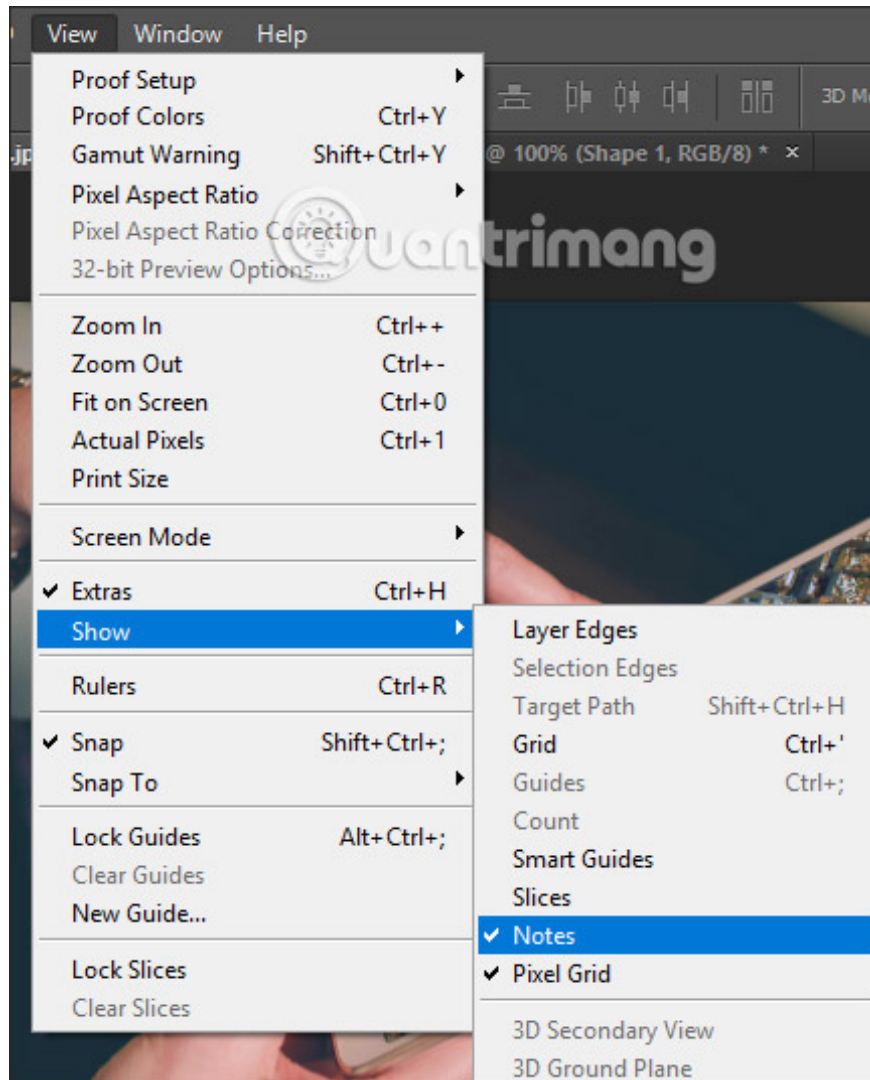 View Window Help
3D M
.jp
@ 100% (Shape 1, RGB/8) * ×
Proof Setup
Proof Colors Ctrl+Y
Gamut Warning Shift+Ctrl+Y
Pixel Aspect Ratio
Pixel Aspect Ratio Correction
32-bit Preview Options...
Quantrimang
Zoom In Ctrl++
Zoom Out Ctrl+-
Fit on Screen Ctrl+0
Actual Pixels Ctrl+1
Print Size
Screen Mode
✔ Extras Ctrl+H
Show
Rulers Ctrl+R
✔ Snap Shift+Ctrl+;
Snap To
Lock Guides Alt+Ctrl+;
Clear Guides
New Guide...
Lock Slices
Clear Slices
Layer Edges
Selection Edges
Target Path Shift+Ctrl+H
Grid Ctrl+'
Guides Ctrl+;
Count
Smart Guides
Slices
✔ Notes
✔ Pixel Grid
3D Secondary View
3D Ground Plane